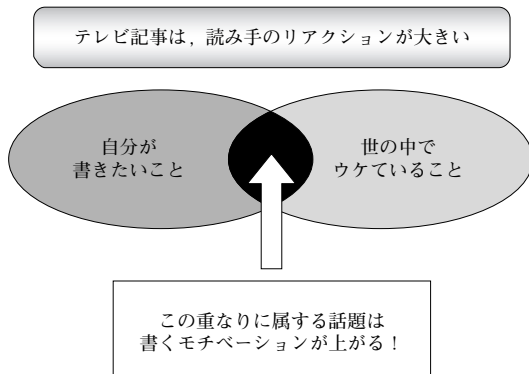 テレビ記事は，読み手のリアクションが大きい
自分が
書きたいこと
世の中で
ウケていること
この重なりに属する話題は
書くモチベーションが上がる！